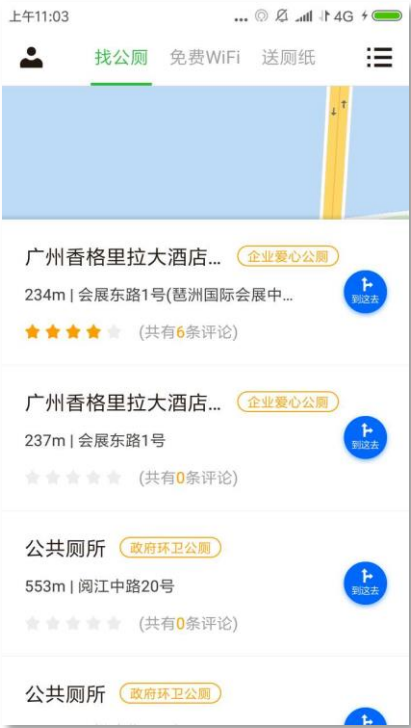 上午11:03
... 4G
找公厕 免费WiFi 送厕纸
广州香格里拉大酒店... 企业爱心公厕
234m | 会展东路1号(琶洲国际会展中...
到这去
(共有6条评论)
广州香格里拉大酒店... 企业爱心公厕
237m | 会展东路1号
到这去
(共有0条评论)
公共厕所 政府环卫公厕
553m | 阅江中路20号
到这去
(共有0条评论)
公共厕所 政府环卫公厕